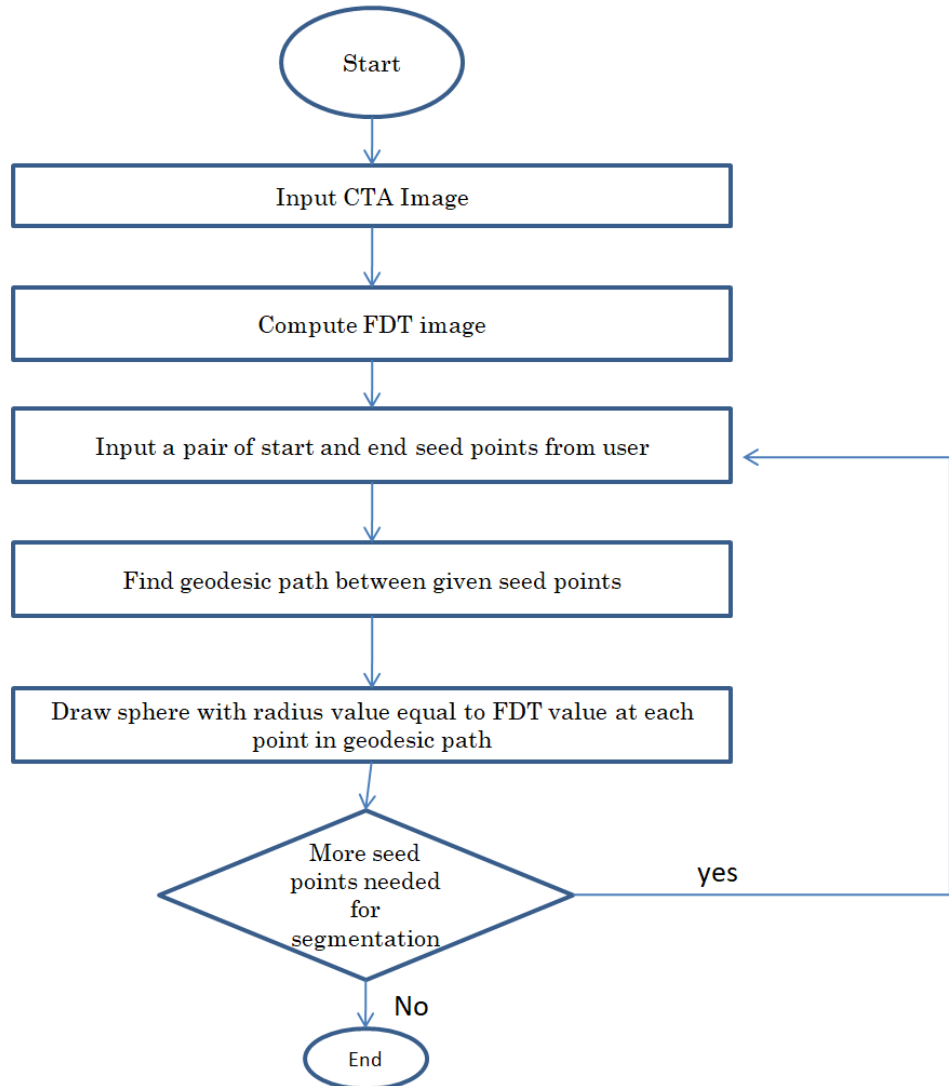 Start
Input CTA Image
Compute FDT image
Input a pair of start and end seed points from user
Find geodesic path between given seed points
Draw sphere with radius value equal to FDT value at each
point in geodesic path
More seed
points needed
for
segmentation
yes
No
End